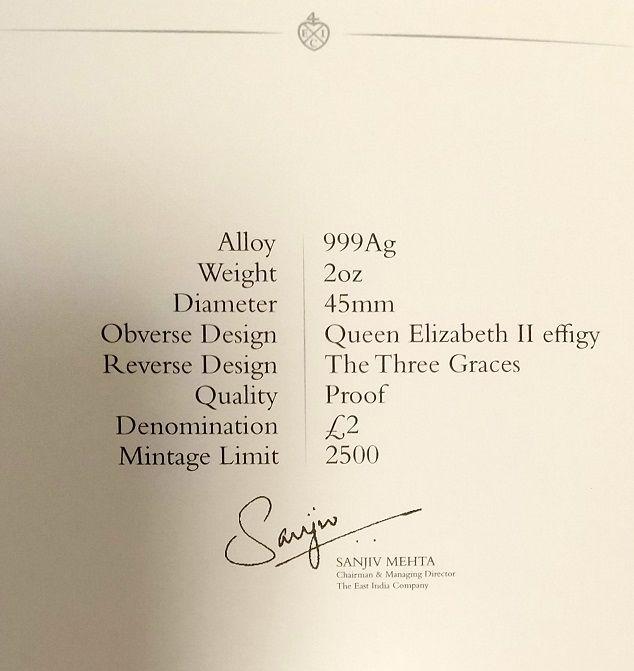 4
E I
C
Alloy 999Ag
Weight 2oz
Diameter 45mm
Obverse Design Queen Elizabeth II effigy
Reverse Design The Three Graces
Quality Proof
Denomination £2
Mintage Limit 2500
Sanjiv
SANJIV MEHTA
Chairman & Managing Director
The East India Company